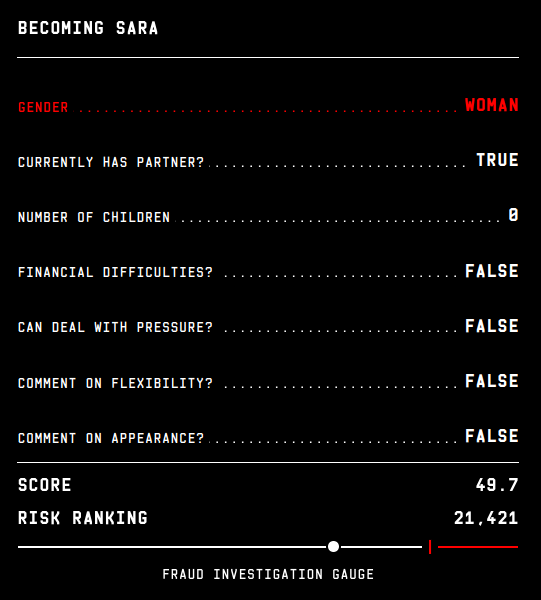 BECOMING SARA
GENDER WOMAN
CURRENTLY HAS PARTNER? TRUE
NUMBER OF CHILDREN 0
FINANCIAL DIFFICULTIES? FALSE
CAN DEAL WITH PRESSURE? FALSE
COMMENT ON FLEXIBILITY? FALSE
COMMENT ON APPEARANCE? FALSE
SCORE 49.7
RISK RANKING 21,421
FRAUD INVESTIGATION GAUGE